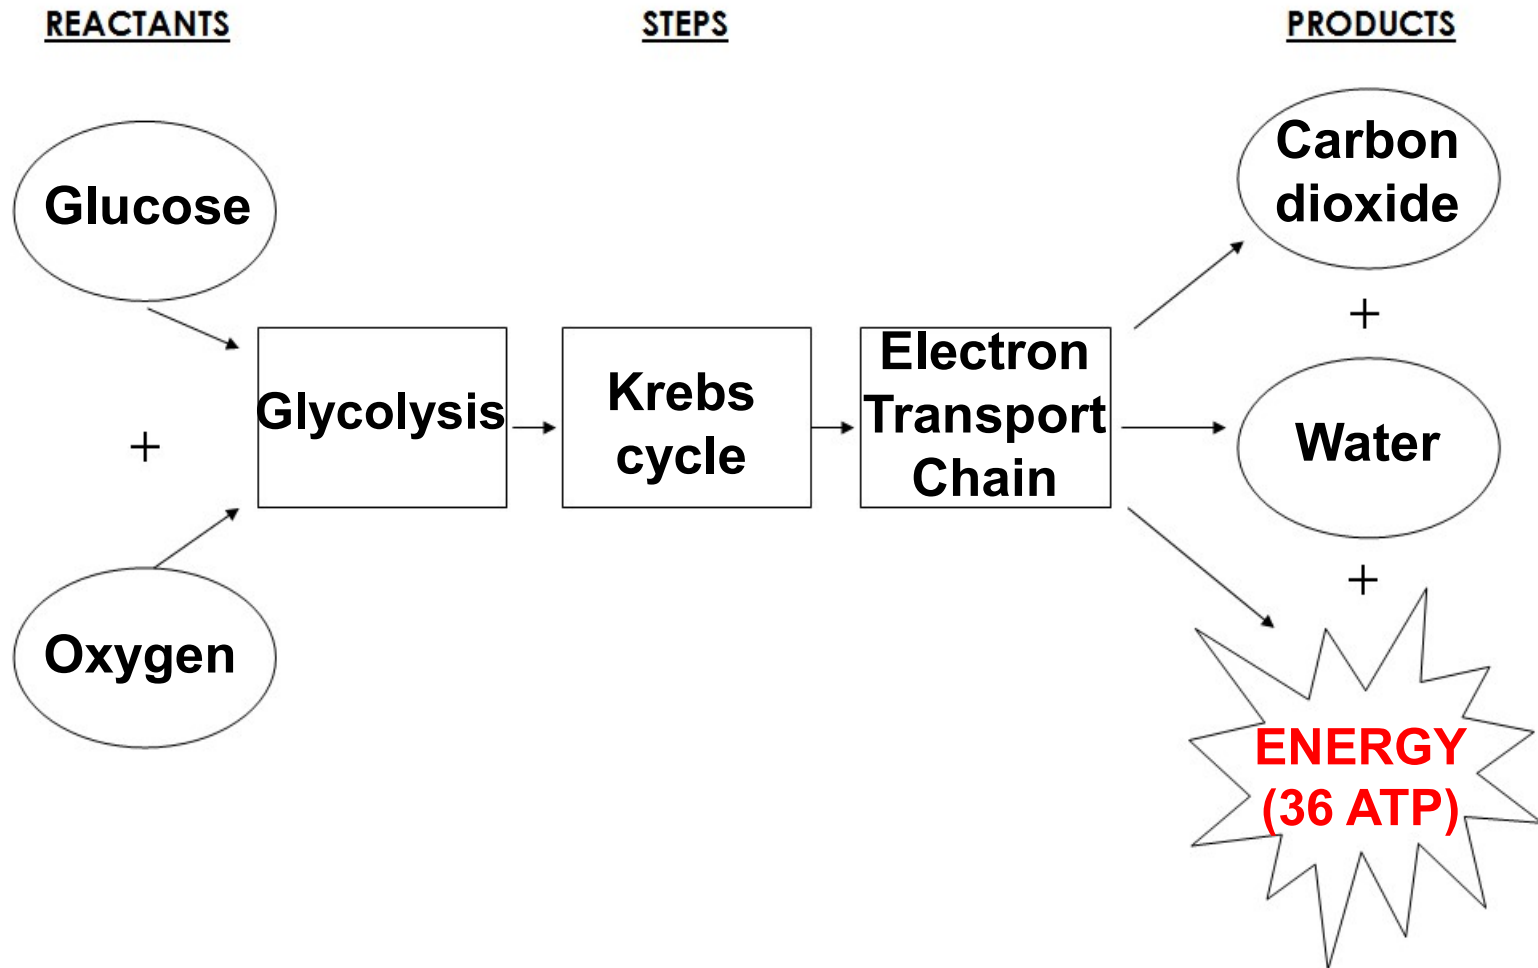 REACTANTS
STEPS
PRODUCTS
Glucose
+
Oxygen
Glycolysis
Krebs
cycle
Electron
Transport
Chain
Carbon
dioxide
+
Water
+
ENERGY
(36 ATP)